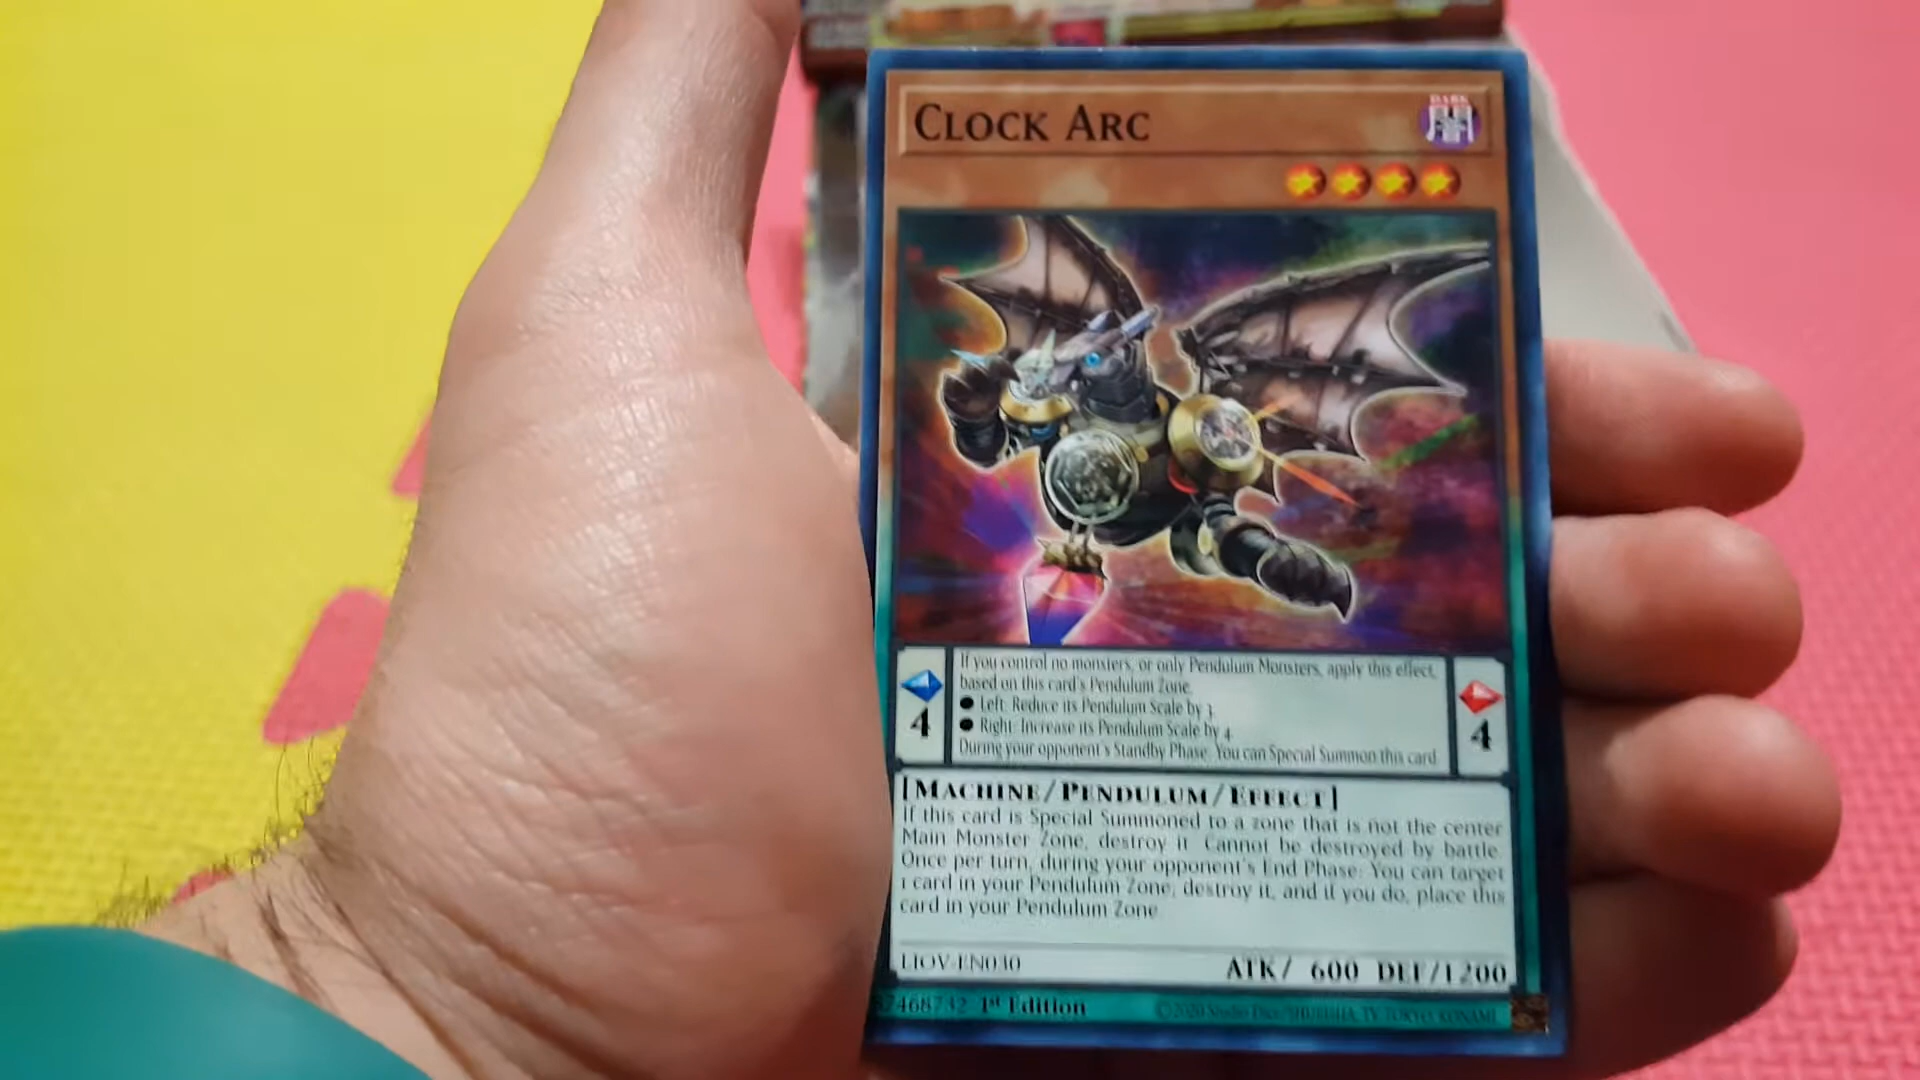 CLOCK ARC
DARK
If you control no monsters, or only Pendulum Monsters, apply this effect,
based on this card's Pendulum Zone.
● Left: Reduce its Pendulum Scale by 3.
● Right: Increase its Pendulum Scale by 4.
During your opponent's Standby Phase: You can Special Summon this card.
4
4
[MACHINE/PENDULUM/EFFECT]
If this card is Special Summoned to a zone that is not the center
Main Monster Zone, destroy it. Cannot be destroyed by battle.
Once per turn, during your opponent's End Phase: You can target
1 card in your Pendulum Zone; destroy it, and if you do, place this
card in your Pendulum Zone.
LIOV-EN030
ATK/ 600 DEF/1200
1st Edition
©2020 Studio Dice/SHUEISHA, TV TOKYO, KONAMI